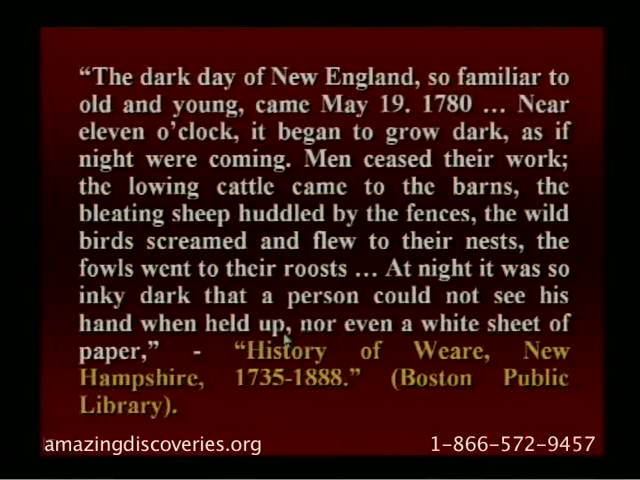 “The dark day of New England, so familiar to
old and young, came May 19. 1780 ... Near
eleven o’clock, it began to grow dark, as if
night were coming. Men ceased their work;
the lowing cattle came to the barns, the
bleating sheep huddled by the fences, the wild
birds screamed and flew to their nests, the
fowls went to their roosts ... At night it was so
inky dark that a person could not see his
hand when held up, nor even a white sheet of
paper,” - “History of Weare, New
Hampshire, 1735-1888.” (Boston Public
Library).
amazingdiscoveries.org 1-866-572-9457